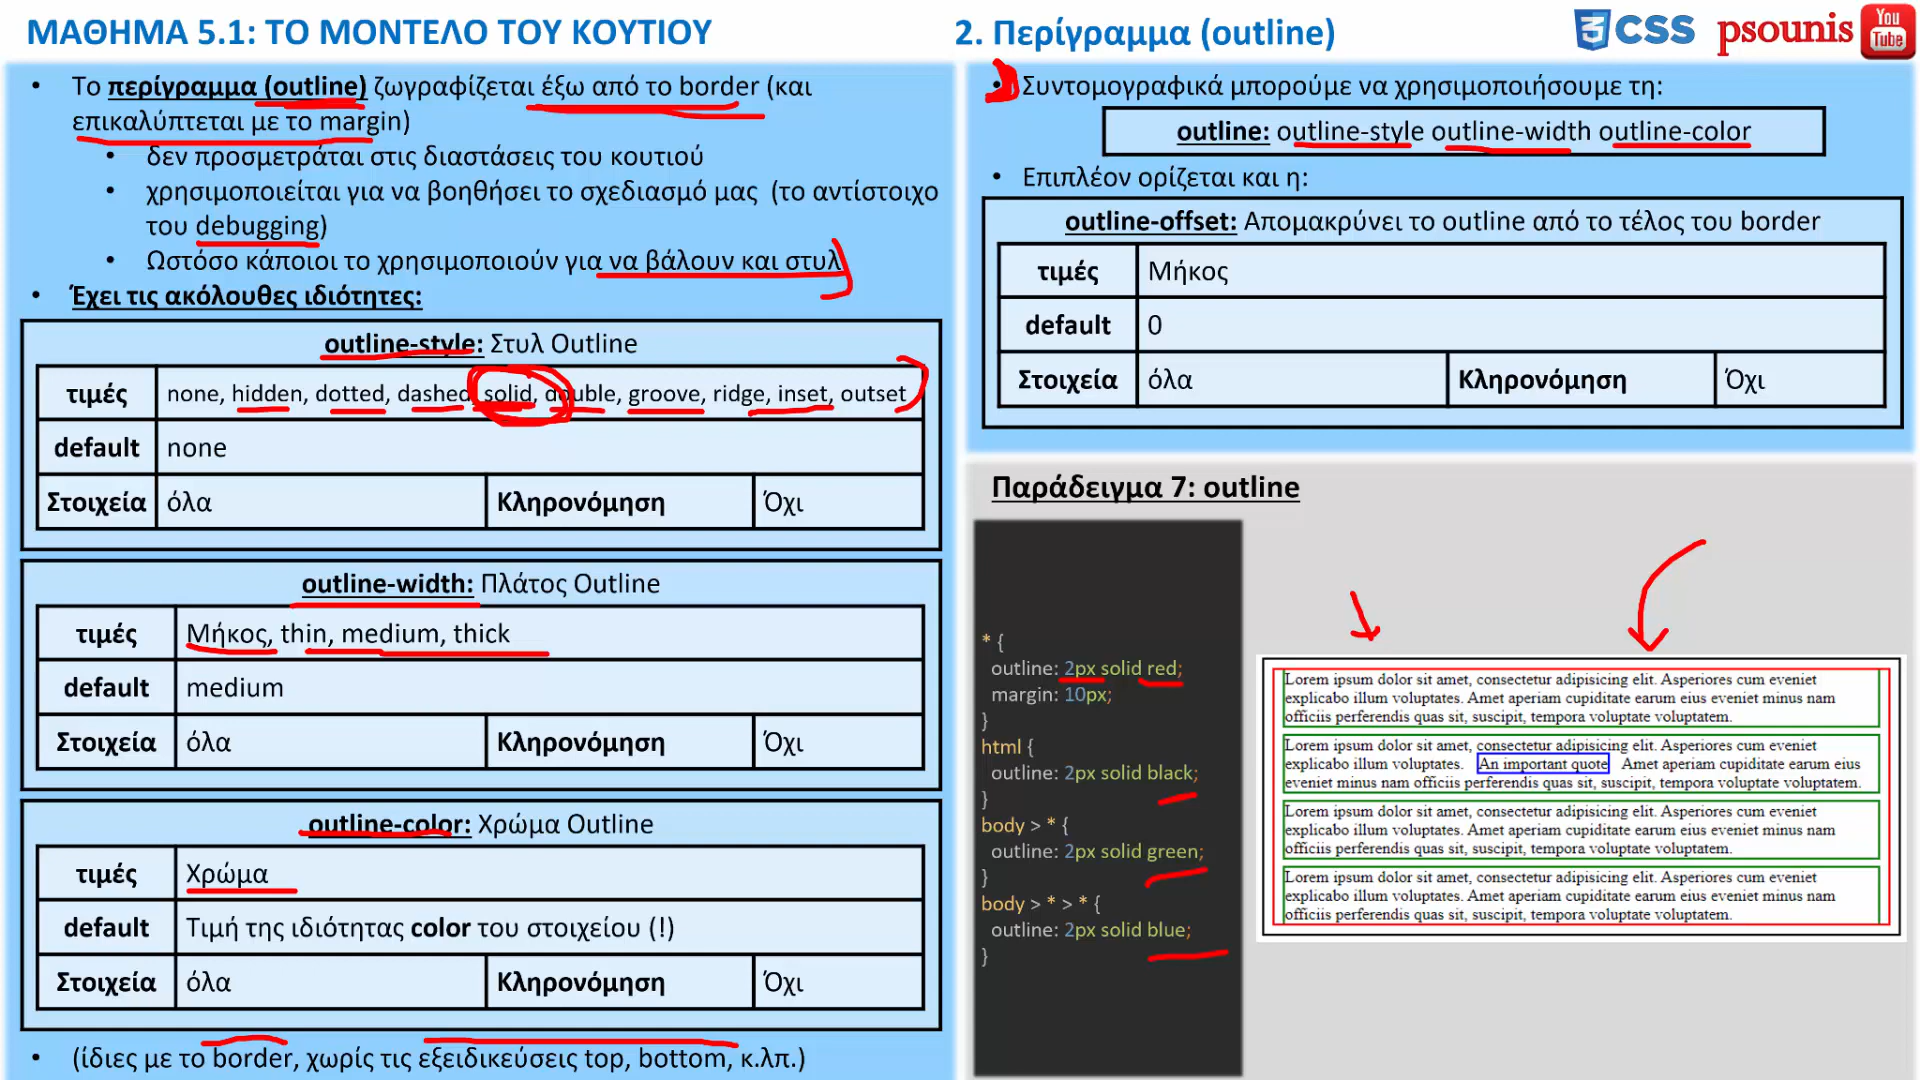 ΜΑΘΗΜΑ 5.1: ΤΟ ΜΟΝΤΕΛΟ ΤΟΥ ΚΟΥΤΙΟΥ
2. Περίγραμμα (outline)
CSS psounis You Tube
• Το περίγραμμα (outline) ζωγραφίζεται έξω από το border (και
επικαλύπτεται με το margin)
• δεν προσμετράται στις διαστάσεις του κουτιού
• χρησιμοποιείται για να βοηθήσει το σχεδιασμό μας (το αντίστοιχο
του debugging)
• Ωστόσο κάποιοι το χρησιμοποιούν για να βάλουν και στυλ
• Έχει τις ακόλουθες ιδιότητες:
outline-style: Στυλ Outline
τιμές none, hidden, dotted, dashed, solid, double, groove, ridge, inset, outset
default none
Στοιχεία όλα Κληρονόμηση Όχι
outline-width: Πλάτος Outline
τιμές Μήκος, thin, medium, thick
default medium
Στοιχεία όλα Κληρονόμηση Όχι
outline-color: Χρώμα Outline
τιμές Χρώμα
default Τιμή της ιδιότητας color του στοιχείου (!)
Στοιχεία όλα Κληρονόμηση Όχι
• (ίδιες με το border, χωρίς τις εξειδικεύσεις top, bottom, κ.λπ.)
• Συντομογραφικά μπορούμε να χρησιμοποιήσουμε τη:
outline: outline-style outline-width outline-color
• Επιπλέον ορίζεται και η:
outline-offset: Απομακρύνει το outline από το τέλος του border
τιμές Μήκος
default 0
Στοιχεία όλα Κληρονόμηση Όχι
Παράδειγμα 7: outline
* {
outline: 2px solid red;
margin: 10px;
}
html {
outline: 2px solid black;
}
body > * {
outline: 2px solid green;
}
body > * > * {
outline: 2px solid blue;
}
Lorem ipsum dolor sit amet, consectetur adipisicing elit. Asperiores cum eveniet
explicabo illum voluptates. Amet aperiam cupiditate earum eius eveniet minus nam
officiis perferendis quas sit, suscipit, tempora voluptate voluptatem.
Lorem ipsum dolor sit amet, consectetur adipisicing elit. Asperiores cum eveniet
explicabo illum voluptates. An important quote Amet aperiam cupiditate earum eius
eveniet minus nam officiis perferendis quas sit, suscipit, tempora voluptate voluptatem.
Lorem ipsum dolor sit amet, consectetur adipisicing elit. Asperiores cum eveniet
explicabo illum voluptates. Amet aperiam cupiditate earum eius eveniet minus nam
officiis perferendis quas sit, suscipit, tempora voluptate voluptatem.
Lorem ipsum dolor sit amet, consectetur adipisicing elit. Asperiores cum eveniet
explicabo illum voluptates. Amet aperiam cupiditate earum eius eveniet minus nam
officiis perferendis quas sit, suscipit, tempora voluptate voluptatem.